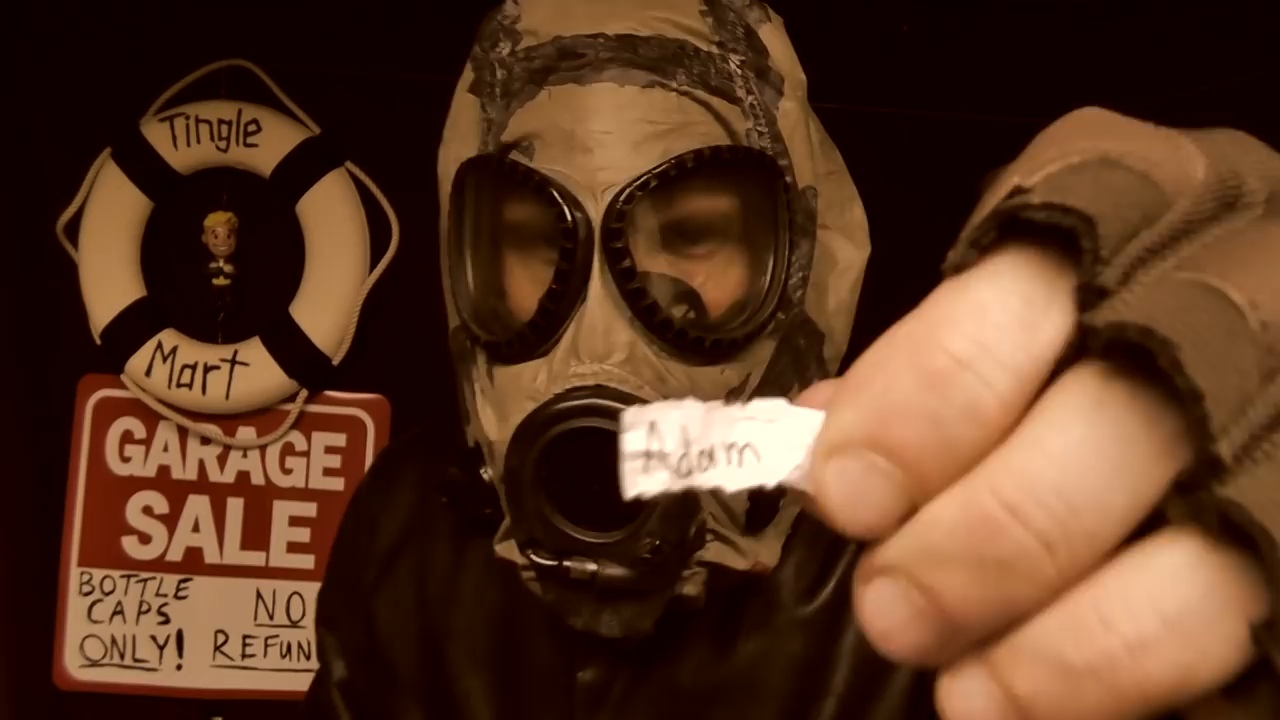 Tingle
Mart
GARAGE
SALE
BOTTLE
CAPS
ONLY!
NO
REFUN
Adam